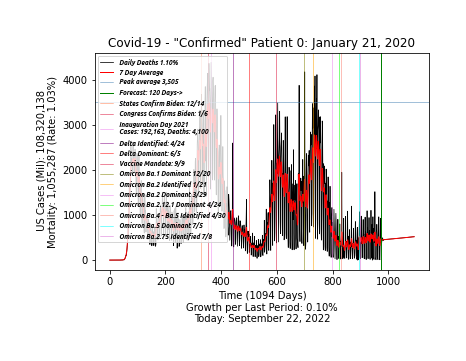 Covid-19 - "Confirmed" Patient 0: January 21, 2020
US Cases (Mil): 108,320,138
Mortality: 1,055,287 (Rate: 1.03%)
4000
3000
2000
1000
0
Daily Deaths 1.10%
7 Day Average
Peak average 3,505
Forecast: 120 Days->
States Confirm Biden: 12/14
Congress Confirms Biden: 1/6
Inauguration Day 2021
Cases: 192,163, Deaths: 4,100
Delta Identified: 4/24
Delta Dominant: 6/5
Vaccine Mandate: 9/9
Omicron Ba.1 Dominant 12/20
Omicron Ba.2 Identified 1/21
Omicron Ba.2 Dominant 3/29
Omicron Ba.2.12.1 Dominant 4/24
Omicron Ba.4 - Ba.5 Identified 4/30
Omicron Ba.5 Dominant 7/5
Omicron Ba.2.75 Identified 7/8
0 200 400 600 800 1000
Time (1094 Days)
Growth per Last Period: 0.10%
Today: September 22, 2022